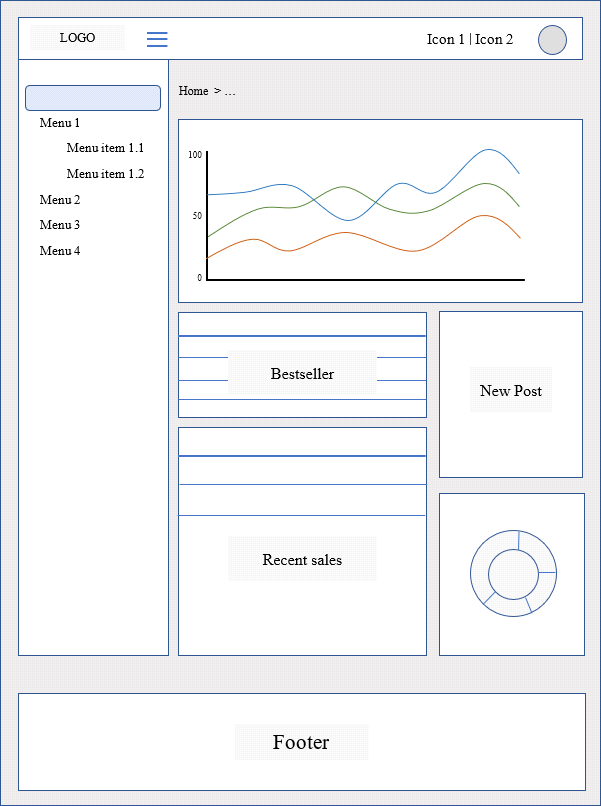 LOGO
Icon 1 | Icon 2
Home > ...
Menu 1
Menu item 1.1
Menu item 1.2
Menu 2
Menu 3
Menu 4
100
50
0
Bestseller
New Post
Recent sales
Footer